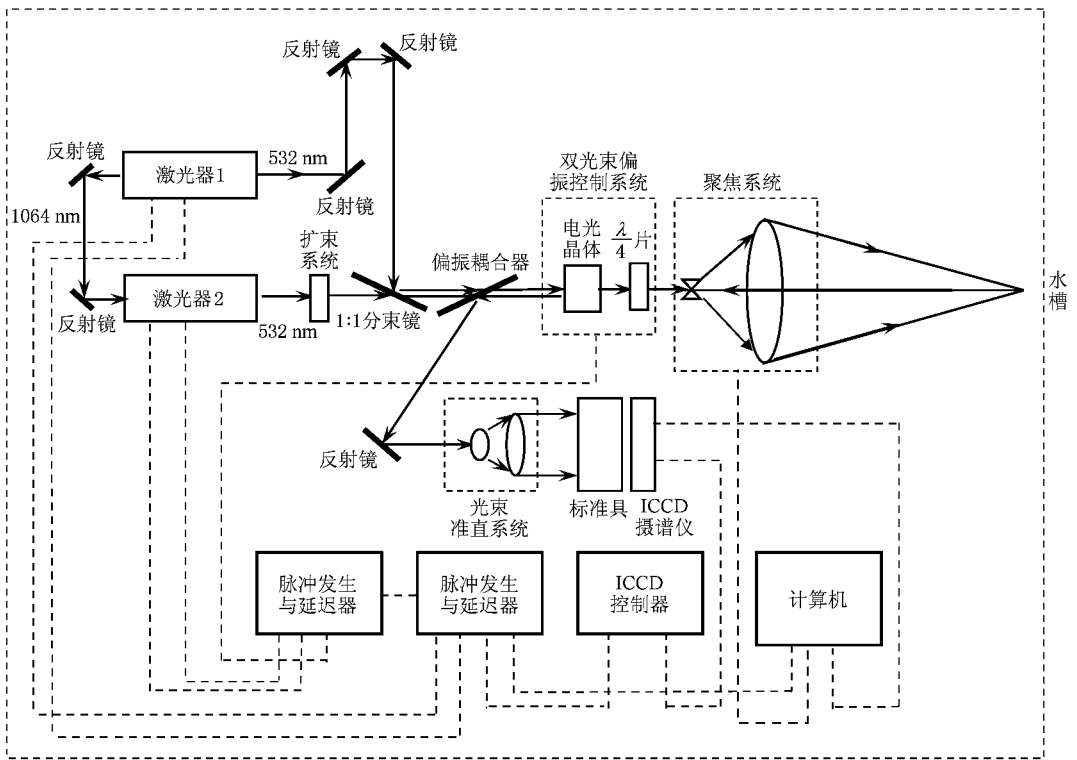 反射镜
反射镜
反射镜
激光器1
532 nm
反射镜
双光束偏
振控制系统
聚焦系统
1064 nm
扩束
系统
偏振耦合器
电光
晶体
λ/4 片
激光器2
反射镜
532 nm
1∶1分束镜
水
槽
反射镜
光束
准直系统
标准具
ICCD
摄谱仪
脉冲发生
与延迟器
脉冲发生
与延迟器
ICCD
控制器
计算机